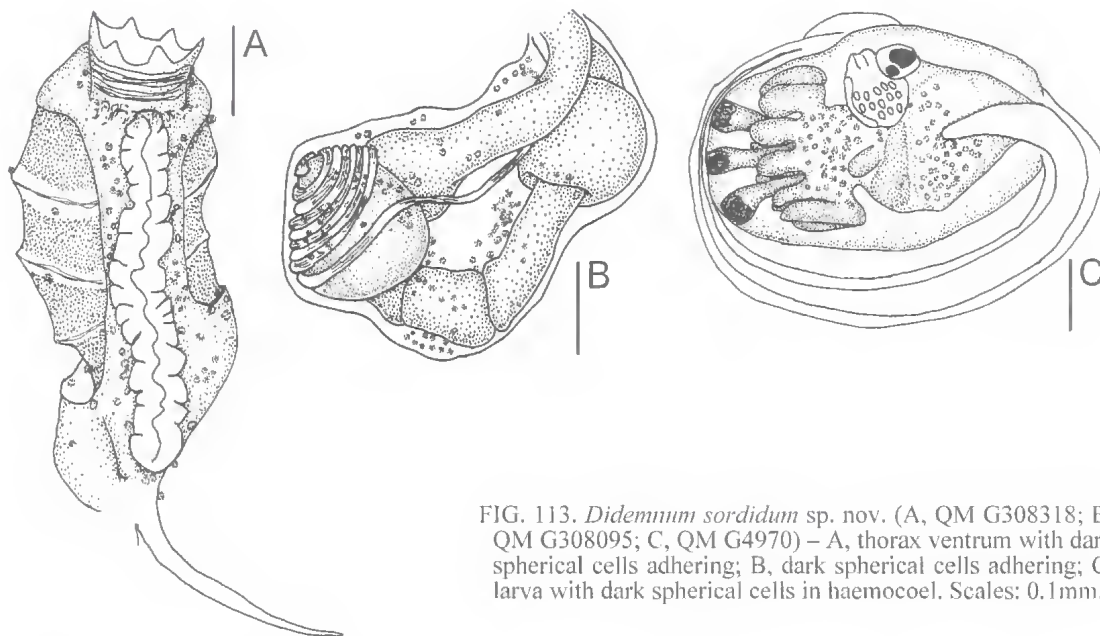 A
B
C
FIG. 113. Didemnum sordidum sp. nov. (A, QM G308318; B
QM G308095; C, QM G4970) – A, thorax ventrum with dar
spherical cells adhering; B, dark spherical cells adhering; C
larva with dark spherical cells in haemocoel. Scales: 0.1mm.